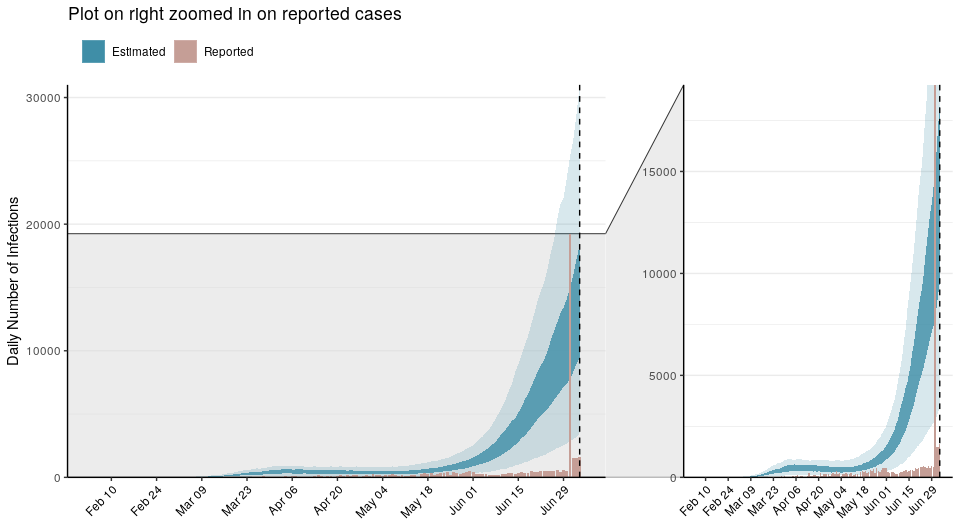 Plot on right zoomed in on reported cases
Estimated Reported
Daily Number of Infections
30000
20000
10000
0
Feb 10 Feb 24 Mar 09 Mar 23 Apr 06 Apr 20 May 04 May 18 Jun 01 Jun 15 Jun 29
15000
10000
5000
0
Feb 10 Feb 24 Mar 09 Mar 23 Apr 06 Apr 20 May 04 May 18 Jun 01 Jun 15 Jun 29